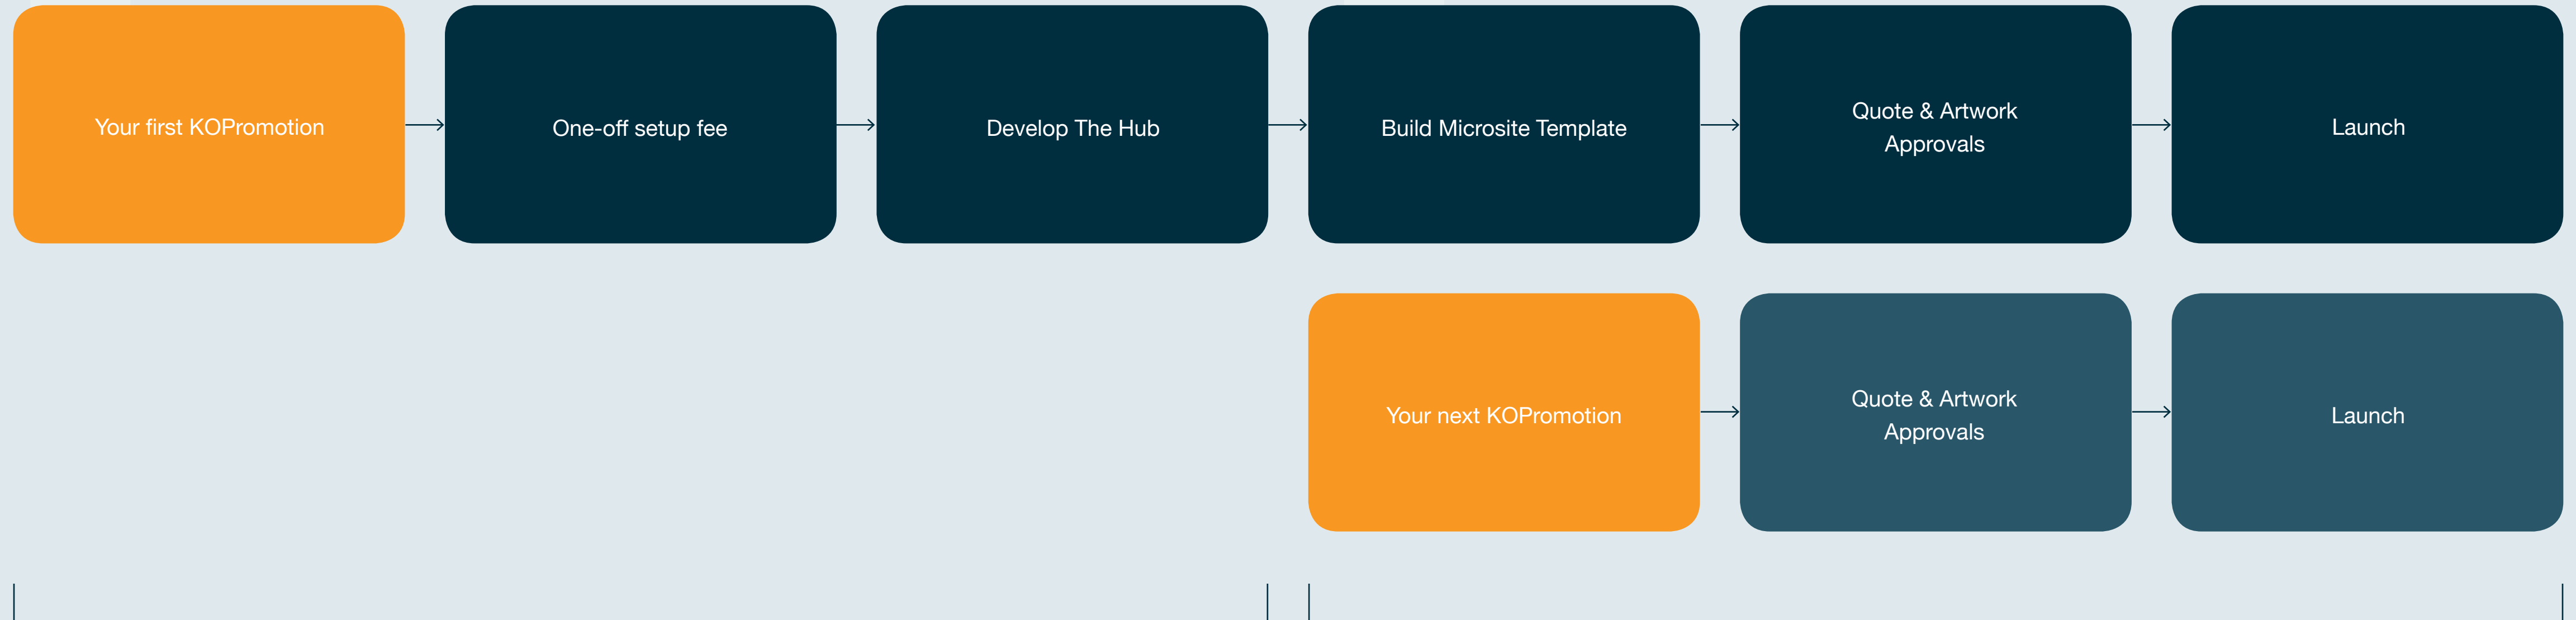 Your first KOPromotion
One-off setup fee
Develop The Hub
Build Microsite Template
Quote & Artwork
Approvals
Launch
Your next KOPromotion
Quote & Artwork
Approvals
Launch